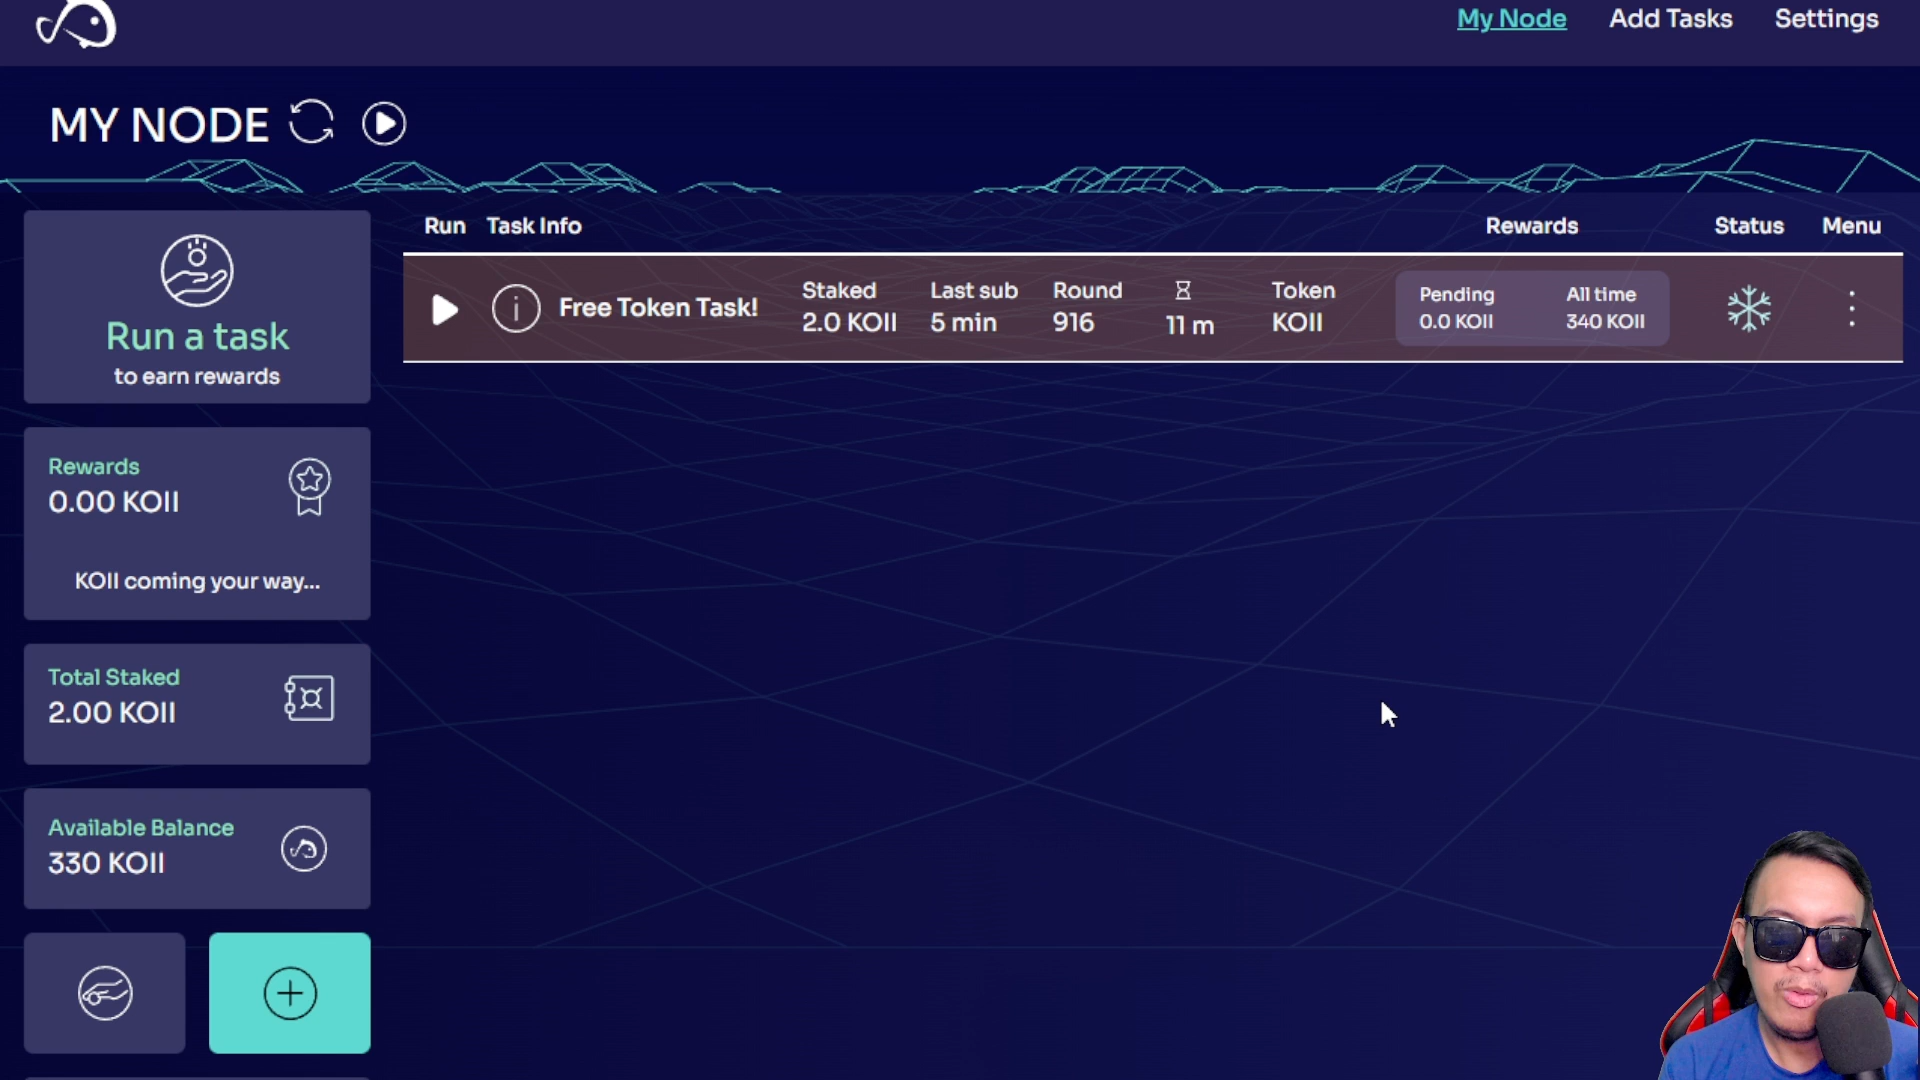 My Node
Add Tasks
Settings
MY NODE
Run
Task Info
Rewards
Status
Menu
Run a task
to earn rewards
Free Token Task!
Staked
2.0 KOII
Last sub
5 min
Round
916
11 m
Token
KOII
Pending
0.0 KOII
All time
340 KOII
Rewards
0.00 KOII
KOII coming your way...
Total Staked
2.00 KOII
Available Balance
330 KOII